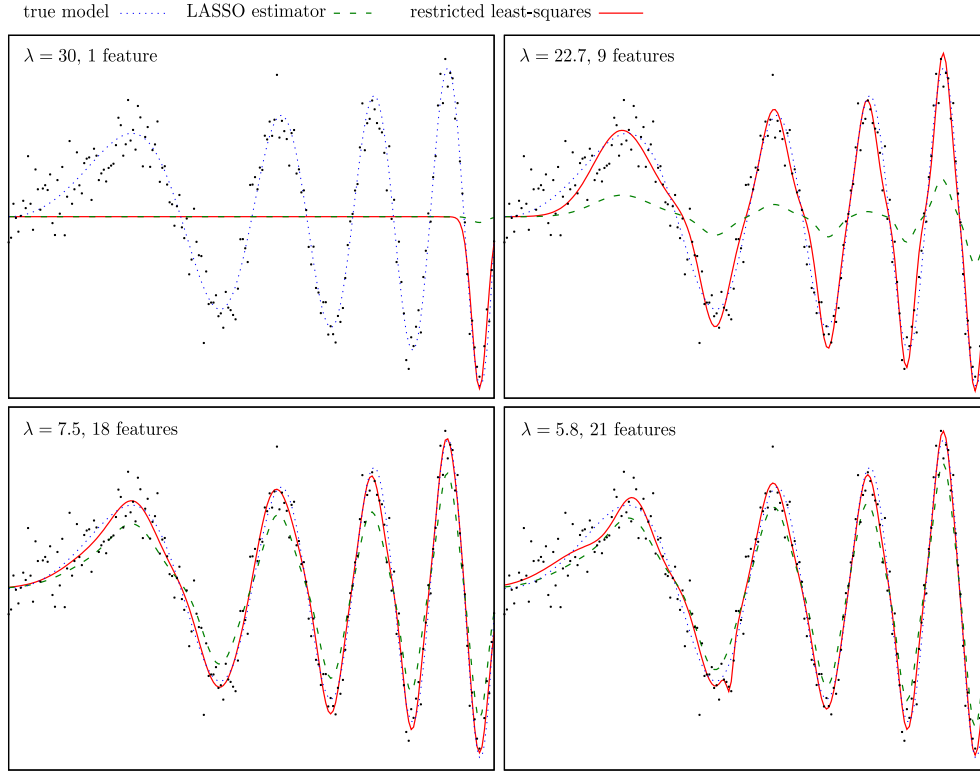 true model LASSO estimator restricted least-squares
λ = 30, 1 feature
λ = 22.7, 9 features
λ = 7.5, 18 features
λ = 5.8, 21 features